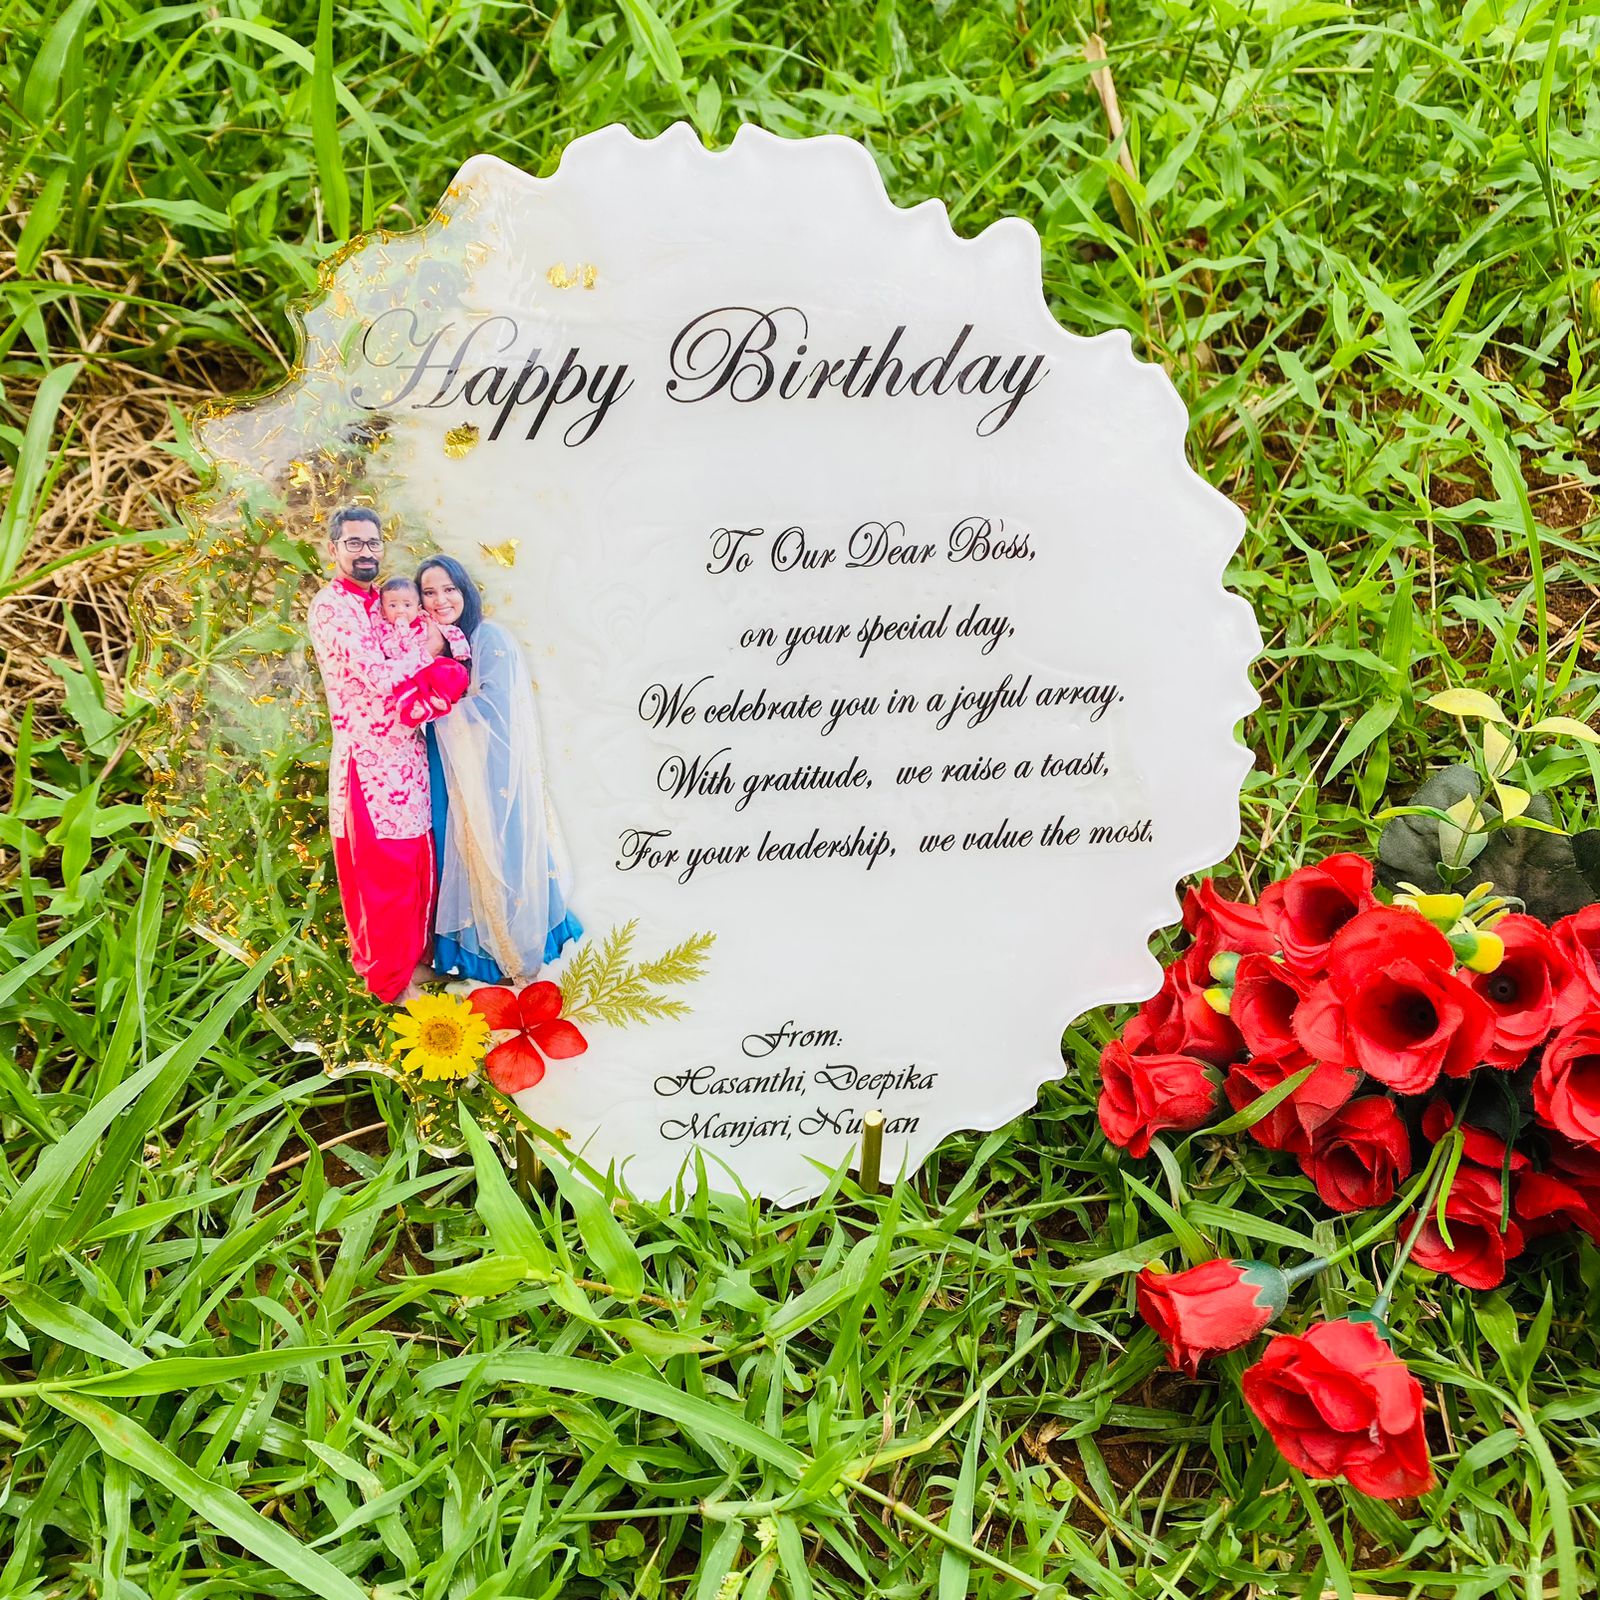 Happy Birthday
To Our Dear Boss,
on your special day,
We celebrate you in a joyful array.
With gratitude, we raise a toast,
For your leadership, we value the most.
From:
Hasanthi, Deepika
Manjari,